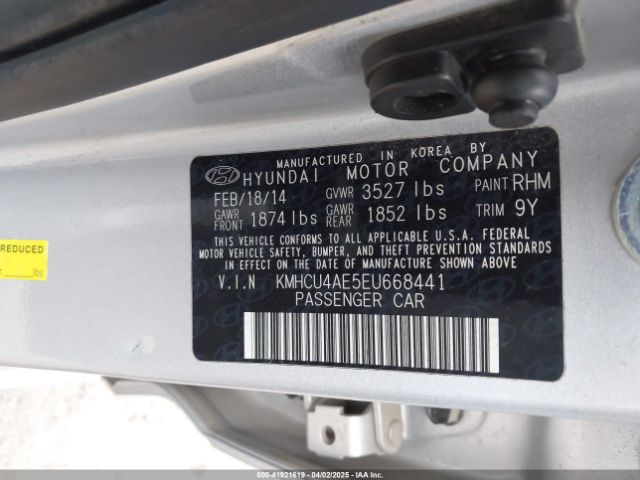 MANUFACTURED IN KOREA BY
HYUNDAI MOTOR COMPANY
FEB/18/14 GVWR 3527 lbs PAINT RHM
GAWR FRONT 1874 lbs GAWR REAR 1852 lbs TRIM 9Y
THIS VEHICLE CONFORMS TO ALL APPLICABLE U.S.A. FEDERAL
MOTOR VEHICLE SAFETY, BUMPER, AND THEFT PREVENTION STANDARDS
IN EFFECT ON THE DATE OF MANUFACTURE SHOWN ABOVE
V.I.N KMHCU4AE5EU668441
PASSENGER CAR
REDUCED
lbs
000-41921619 04/02/2025 IAAI.COM